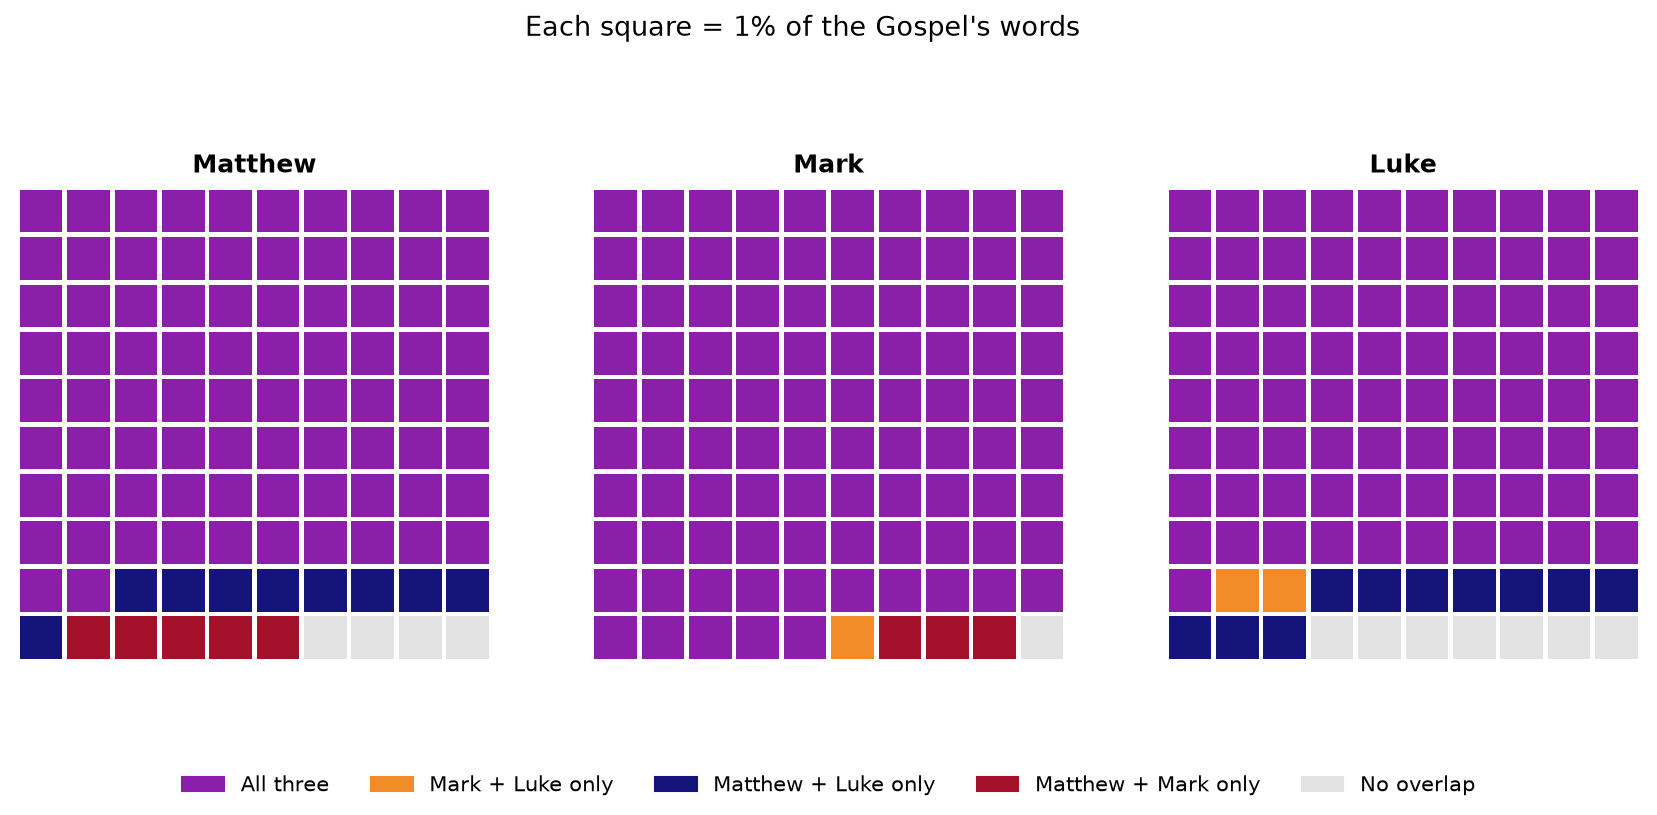 Each square = 1% of the Gospel's words
Matthew
Mark
Luke
All three
Mark + Luke only
Matthew + Luke only
Matthew + Mark only
No overlap